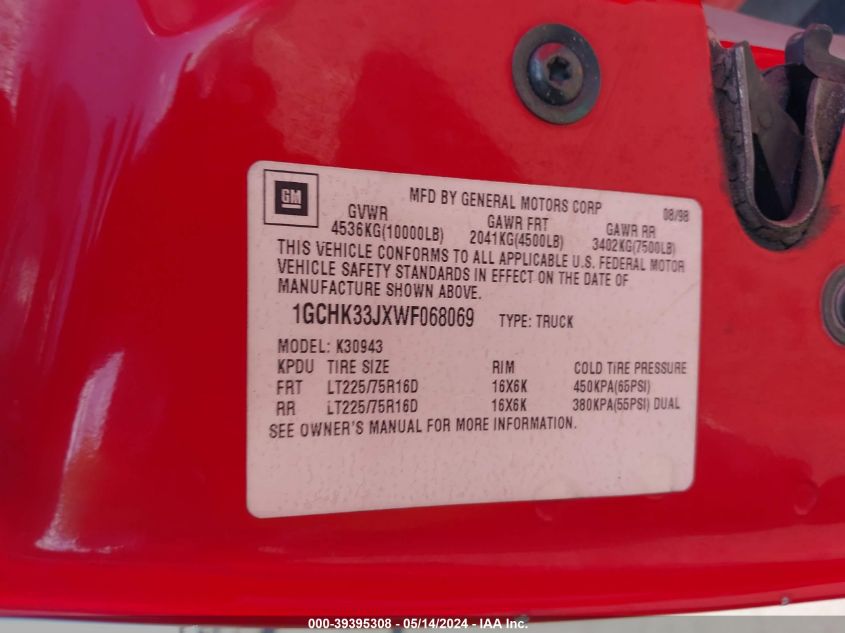 GM
MFD BY GENERAL MOTORS CORP 08/98
GVWR GAWR FRT GAWR RR
4536KG(10000LB) 2041KG(4500LB) 3402KG(7500LB)
THIS VEHICLE CONFORMS TO ALL APPLICABLE U.S. FEDERAL MOTOR
VEHICLE SAFETY STANDARDS IN EFFECT ON THE DATE OF
MANUFACTURE SHOWN ABOVE.
1GCHK33JXWF068069 TYPE: TRUCK
MODEL: K30943
KPDU TIRE SIZE RIM COLD TIRE PRESSURE
FRT LT225/75R16D 16X6K 450KPA(65PSI)
RR LT225/75R16D 16X6K 380KPA(55PSI) DUAL
SEE OWNER'S MANUAL FOR MORE INFORMATION.
000-39395308 - 05/14/2024 - IAA Inc.